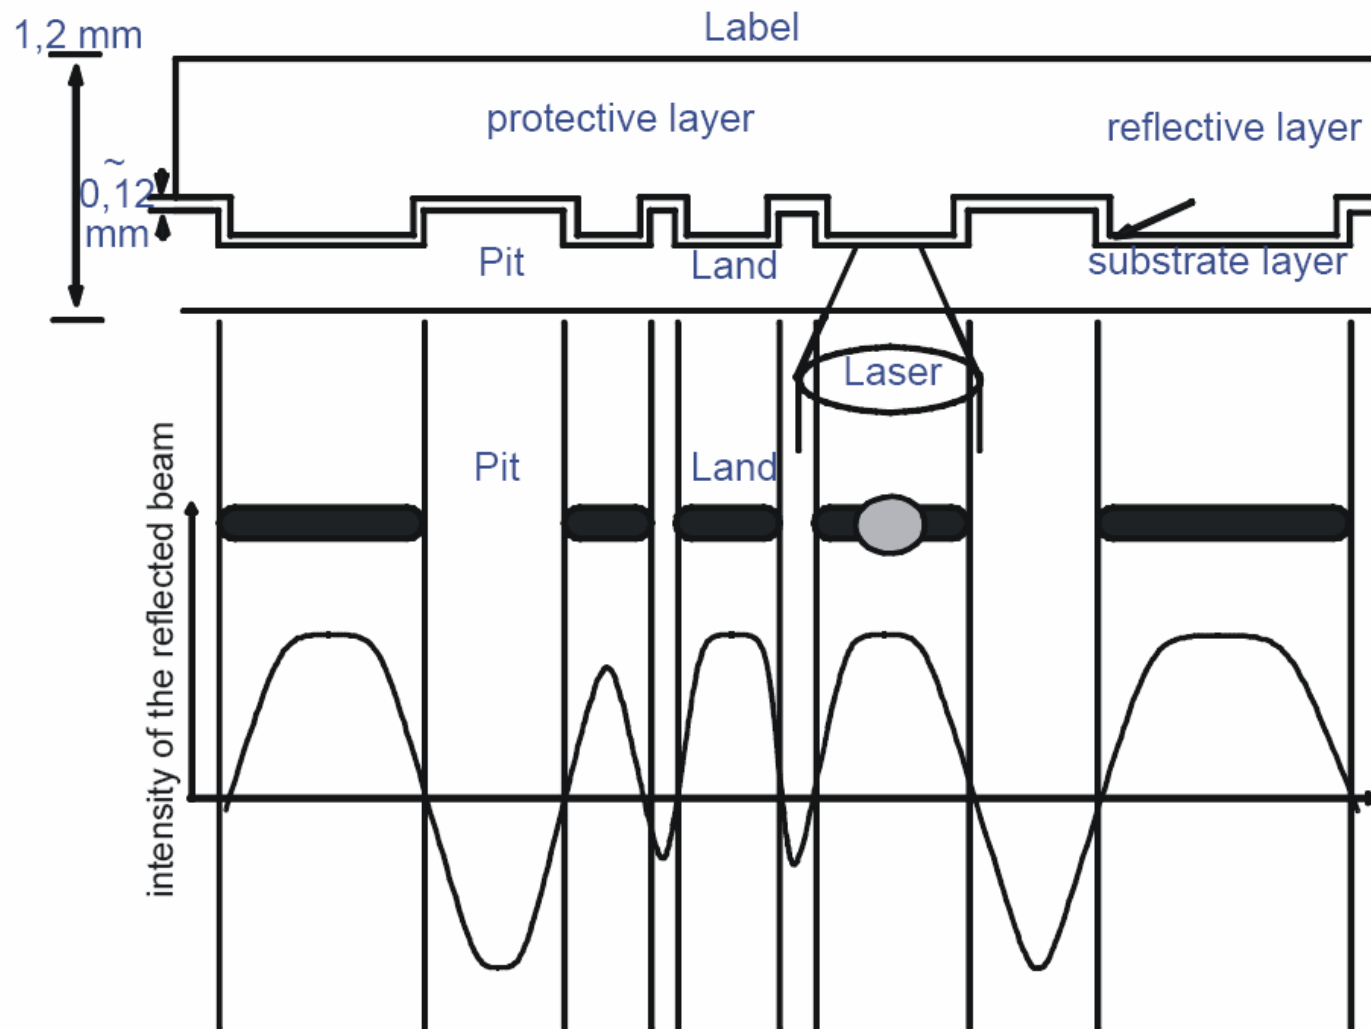 1,2 mm
Label
protective layer
reflective layer
~
0,12
mm
Pit
Land
substrate layer
Laser
Pit
Land
intensity of the reflected beam